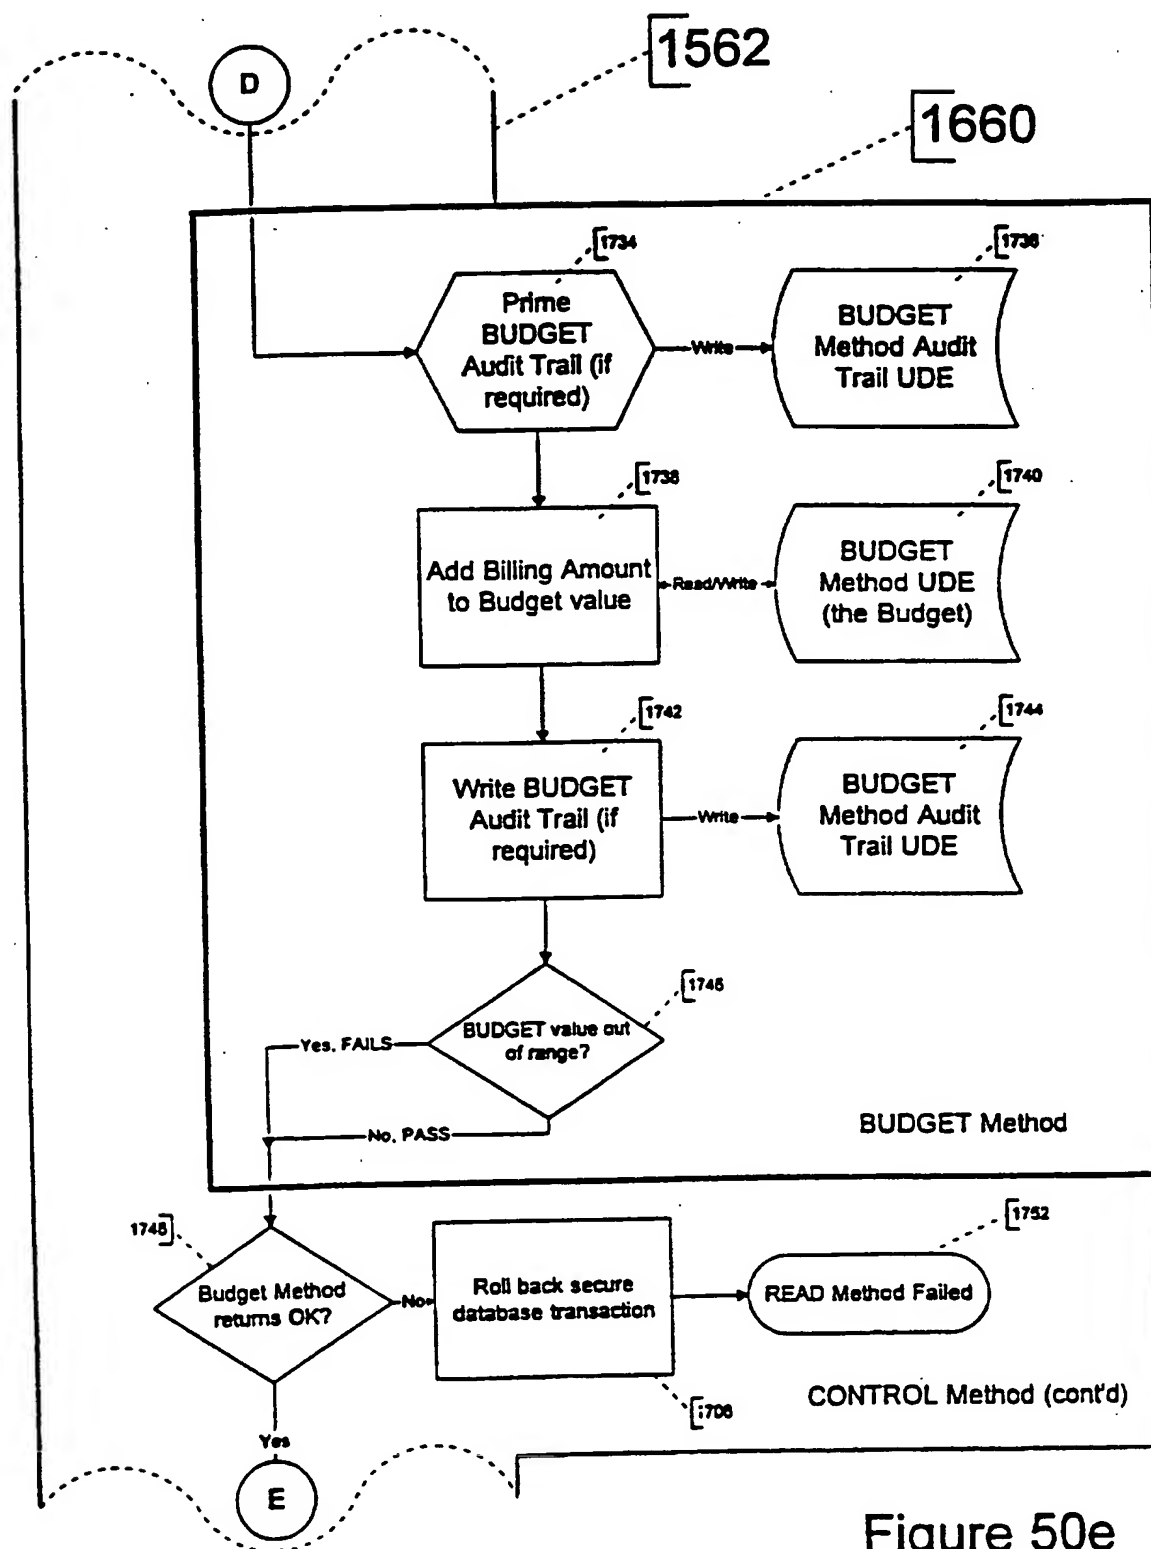 D
1562
1660
1734
Prime
BUDGET
Audit Trail (if
required)
Write
1736
BUDGET
Method Audit
Trail UDE
1738
Add Billing Amount
to Budget value
Read/Write
1740
BUDGET
Method UDE
(the Budget)
1742
Write BUDGET
Audit Trail (if
required)
Write
1744
BUDGET
Method Audit
Trail UDE
1746
BUDGET value out
of range?
Yes, FAILS
No, PASS
BUDGET Method
1748
Budget Method
returns OK?
No
Roll back secure
database transaction
1752
READ Method Failed
1706
CONTROL Method (cont'd)
Yes
E
Figure 50e